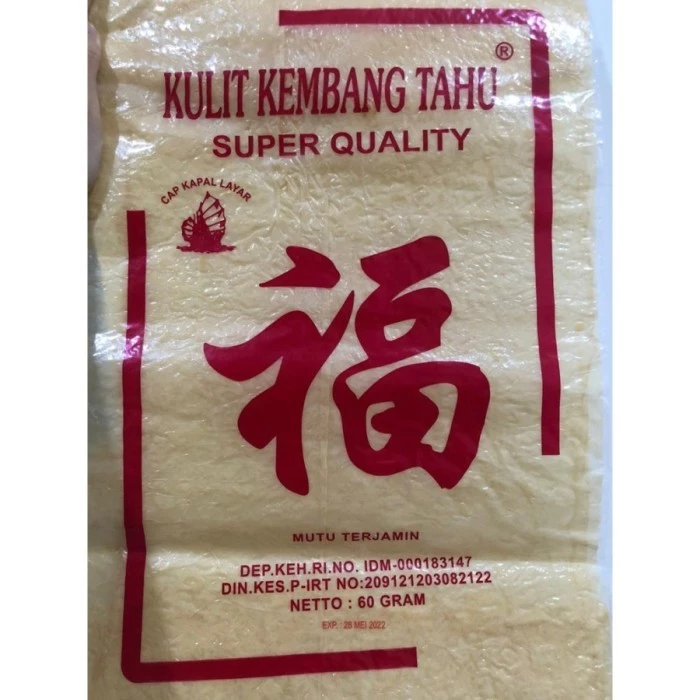 ®
KULIT KEMBANG TAHU
SUPER QUALITY
CAP KAPAL LAYAR
福
MUTU TERJAMIN
DEP.KEH.RI.NO. IDM-000183147
DIN.KES.P-IRT NO:209121203082122
NETTO : 60 GRAM
EXP. : 28 MEI 2022